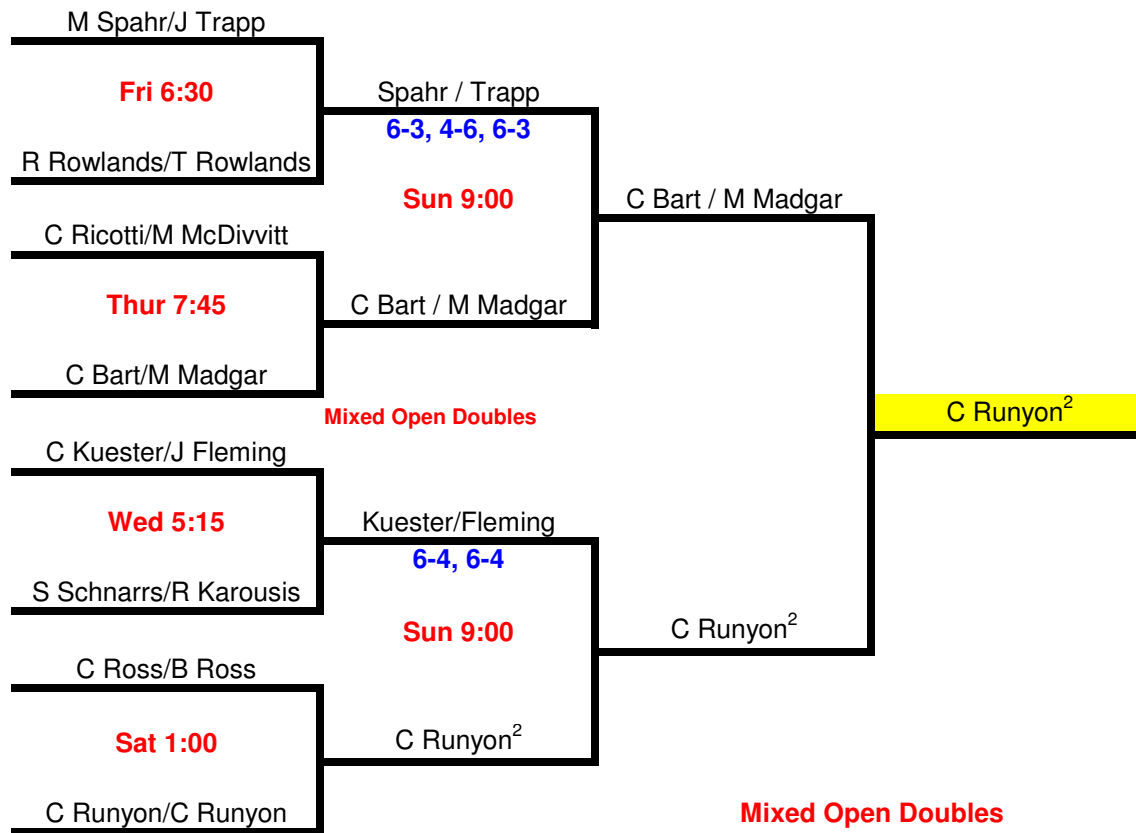 M Spahr/J Trapp
Fri 6:30
Spahr / Trapp
6-3, 4-6, 6-3
R Rowlands/T Rowlands
Sun 9:00
C Bart / M Madgar
C Ricotti/M McDivvitt
Thur 7:45
C Bart / M Madgar
C Bart/M Madgar
Mixed Open Doubles
C Runyon²
C Kuester/J Fleming
Wed 5:15
Kuester/Fleming
6-4, 6-4
S Schnarrs/R Karousis
Sun 9:00
C Runyon²
C Ross/B Ross
Sat 1:00
C Runyon²
C Runyon/C Runyon
Mixed Open Doubles